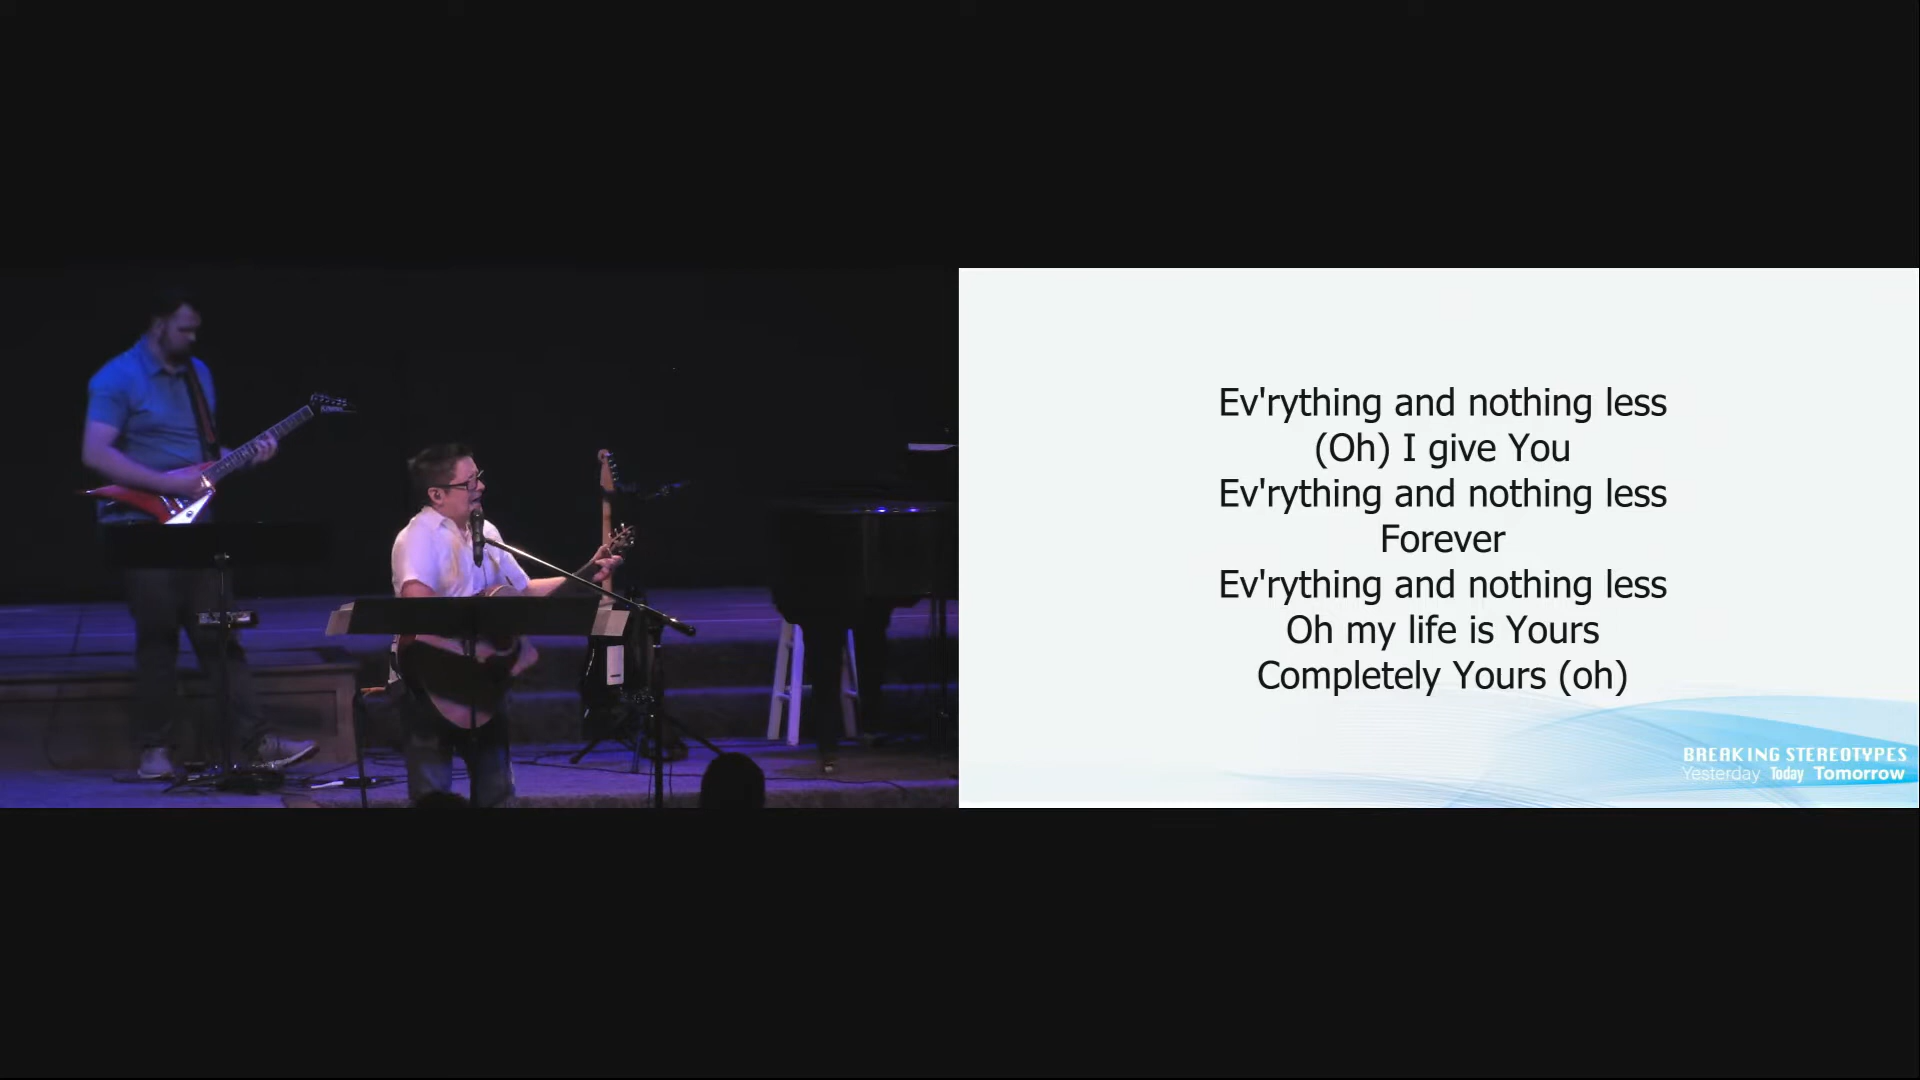 Ev'rything and nothing less
(Oh) I give You
Ev'rything and nothing less
Forever
Ev'rything and nothing less
Oh my life is Yours
Completely Yours (oh)
BREAKING STEREOTYPES
Yesterday Today Tomorrow